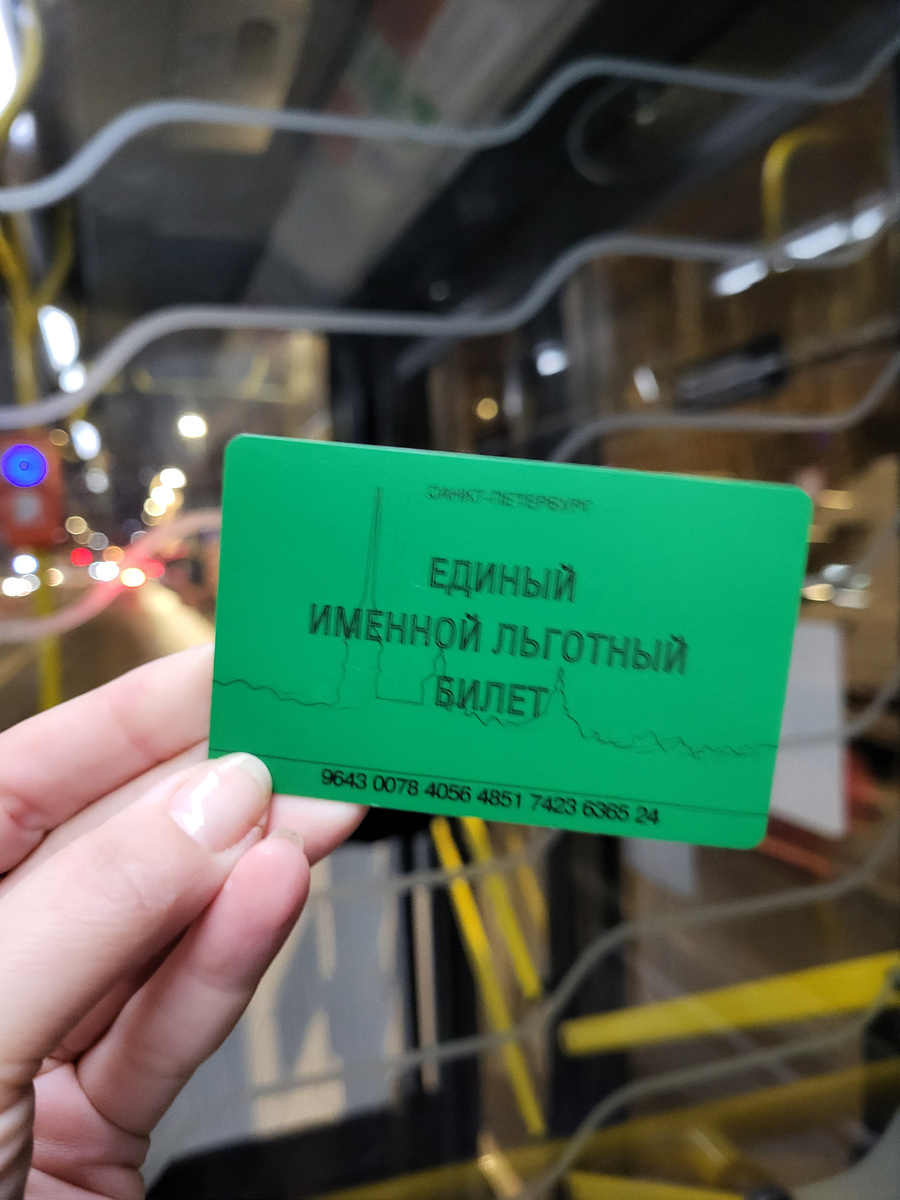 САНКТ-ПЕТЕРБУРГ
ЕДИНЫЙ
ИМЕННОЙ ЛЬГОТНЫЙ
БИЛЕТ
9643 0078 4056 4851 7423 6365 24